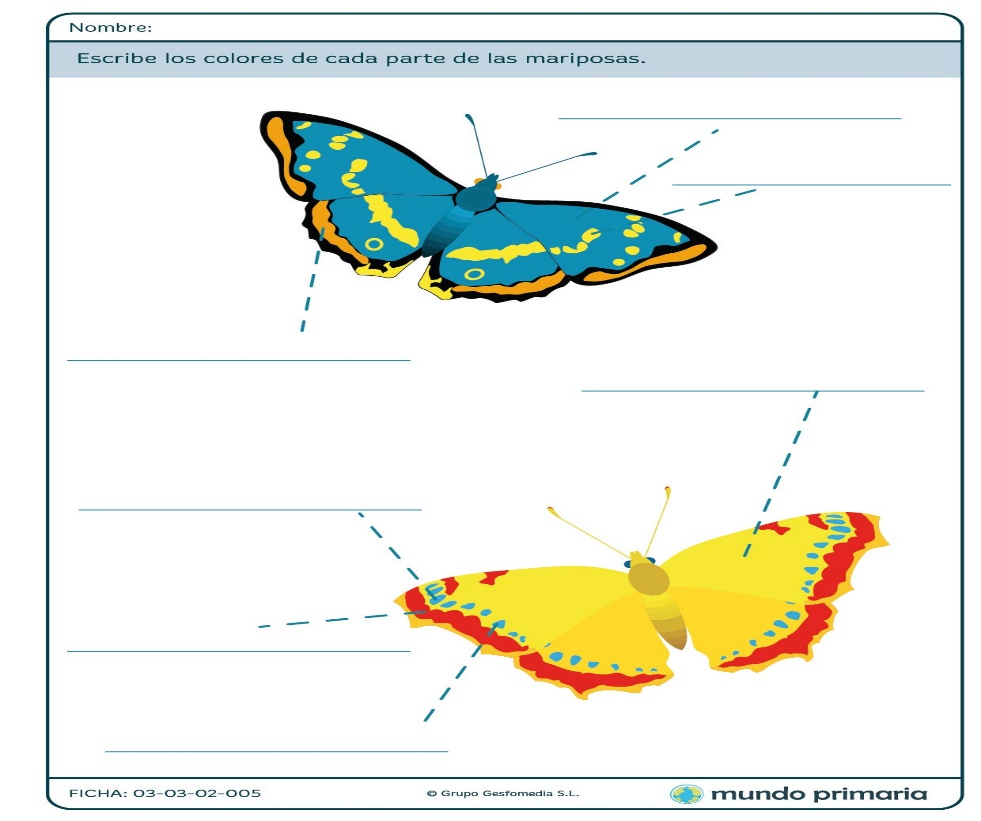 Nombre:
Escribe los colores de cada parte de las mariposas.
FICHA: 03-03-02-005
© Grupo Gesfomedia S.L.
mundo primaria